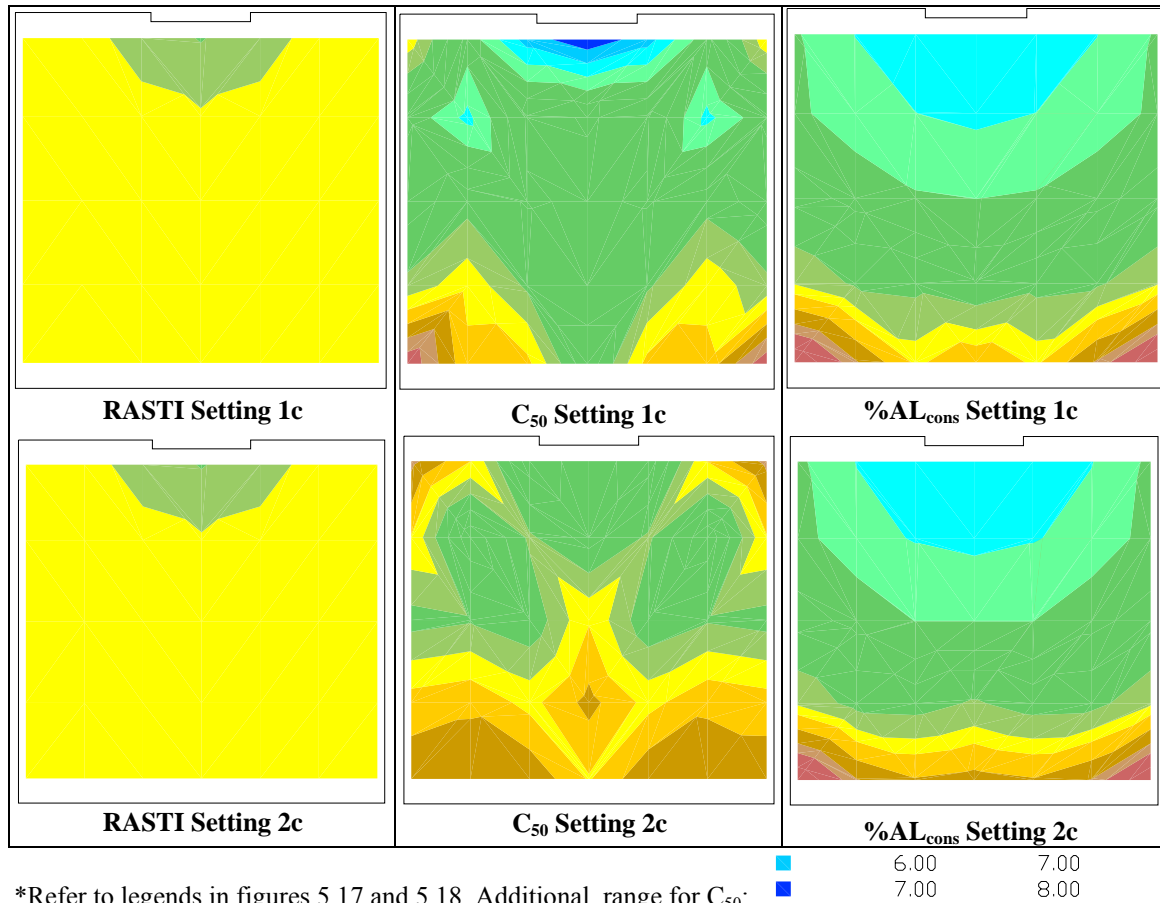 RASTI Setting 1c
C50 Setting 1c
%ALcons Setting 1c
RASTI Setting 2c
C50 Setting 2c
%ALcons Setting 2c
6.00 7.00
*Refer to legends in figures 5.17 and 5.18. Additional range for C50: 7.00 8.00